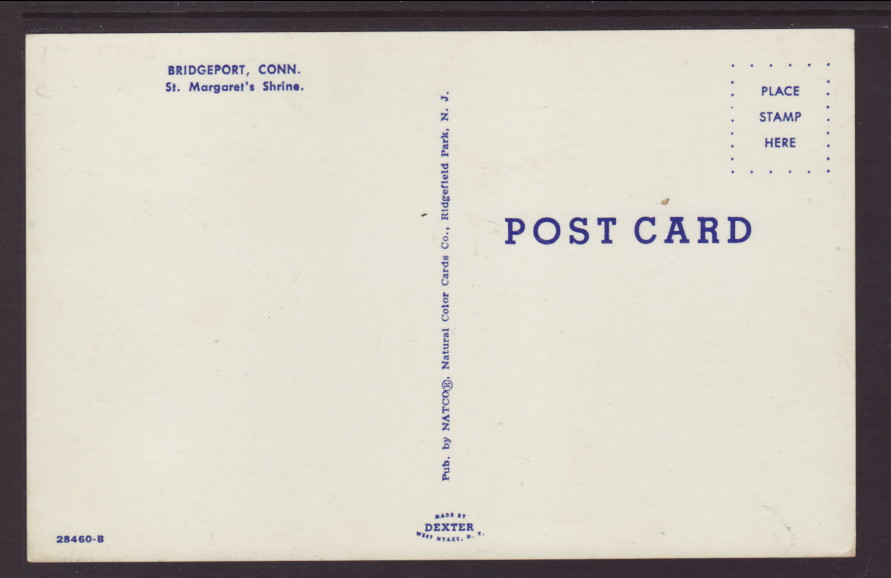 BRIDGEPORT, CONN.
St. Margaret's Shrine.
Pub. by NATCO®, Natural Color Cards Co., Ridgefield Park, N. J.
PLACE
STAMP
HERE
POST CARD
MADE BY
DEXTER
WEST NYACK, N. Y.
28460-B